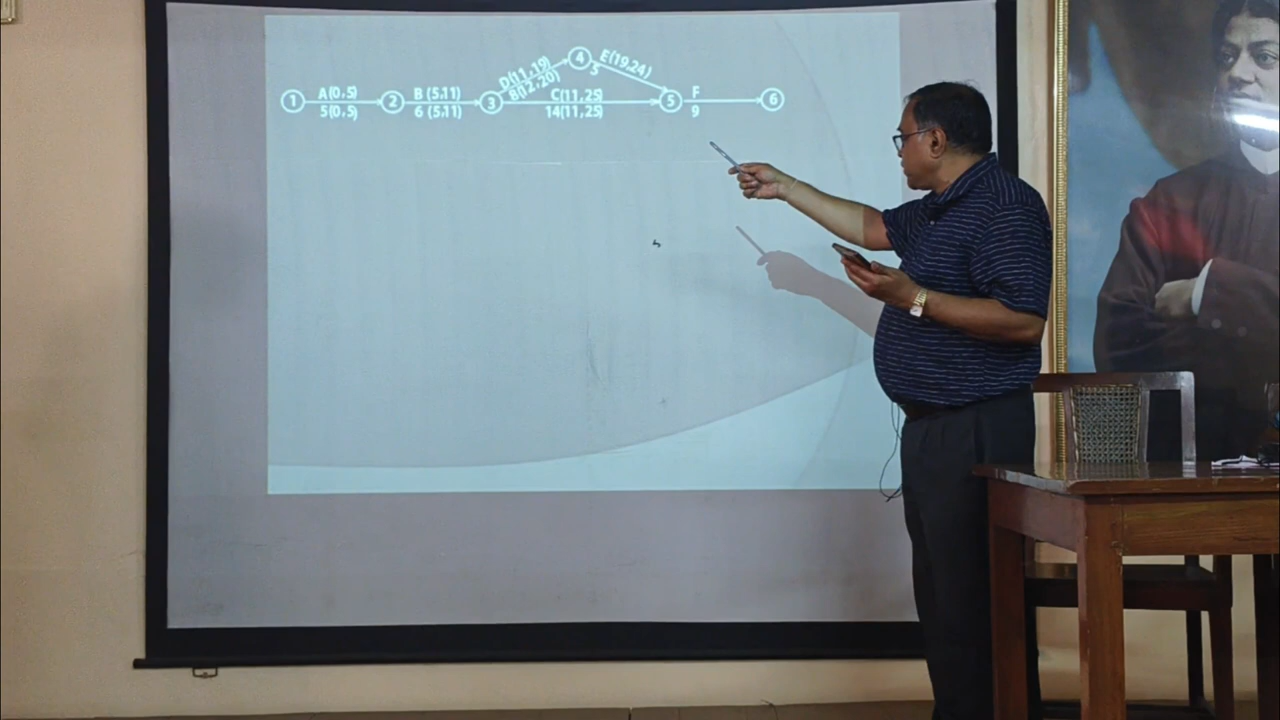 4
D(11,19)
8(12,20)
E(19,24)
5
1
A(0,5)
5(0,5)
2
B (5,11)
6 (5,11)
3
C(11,25)
14(11,25)
5
F
9
6